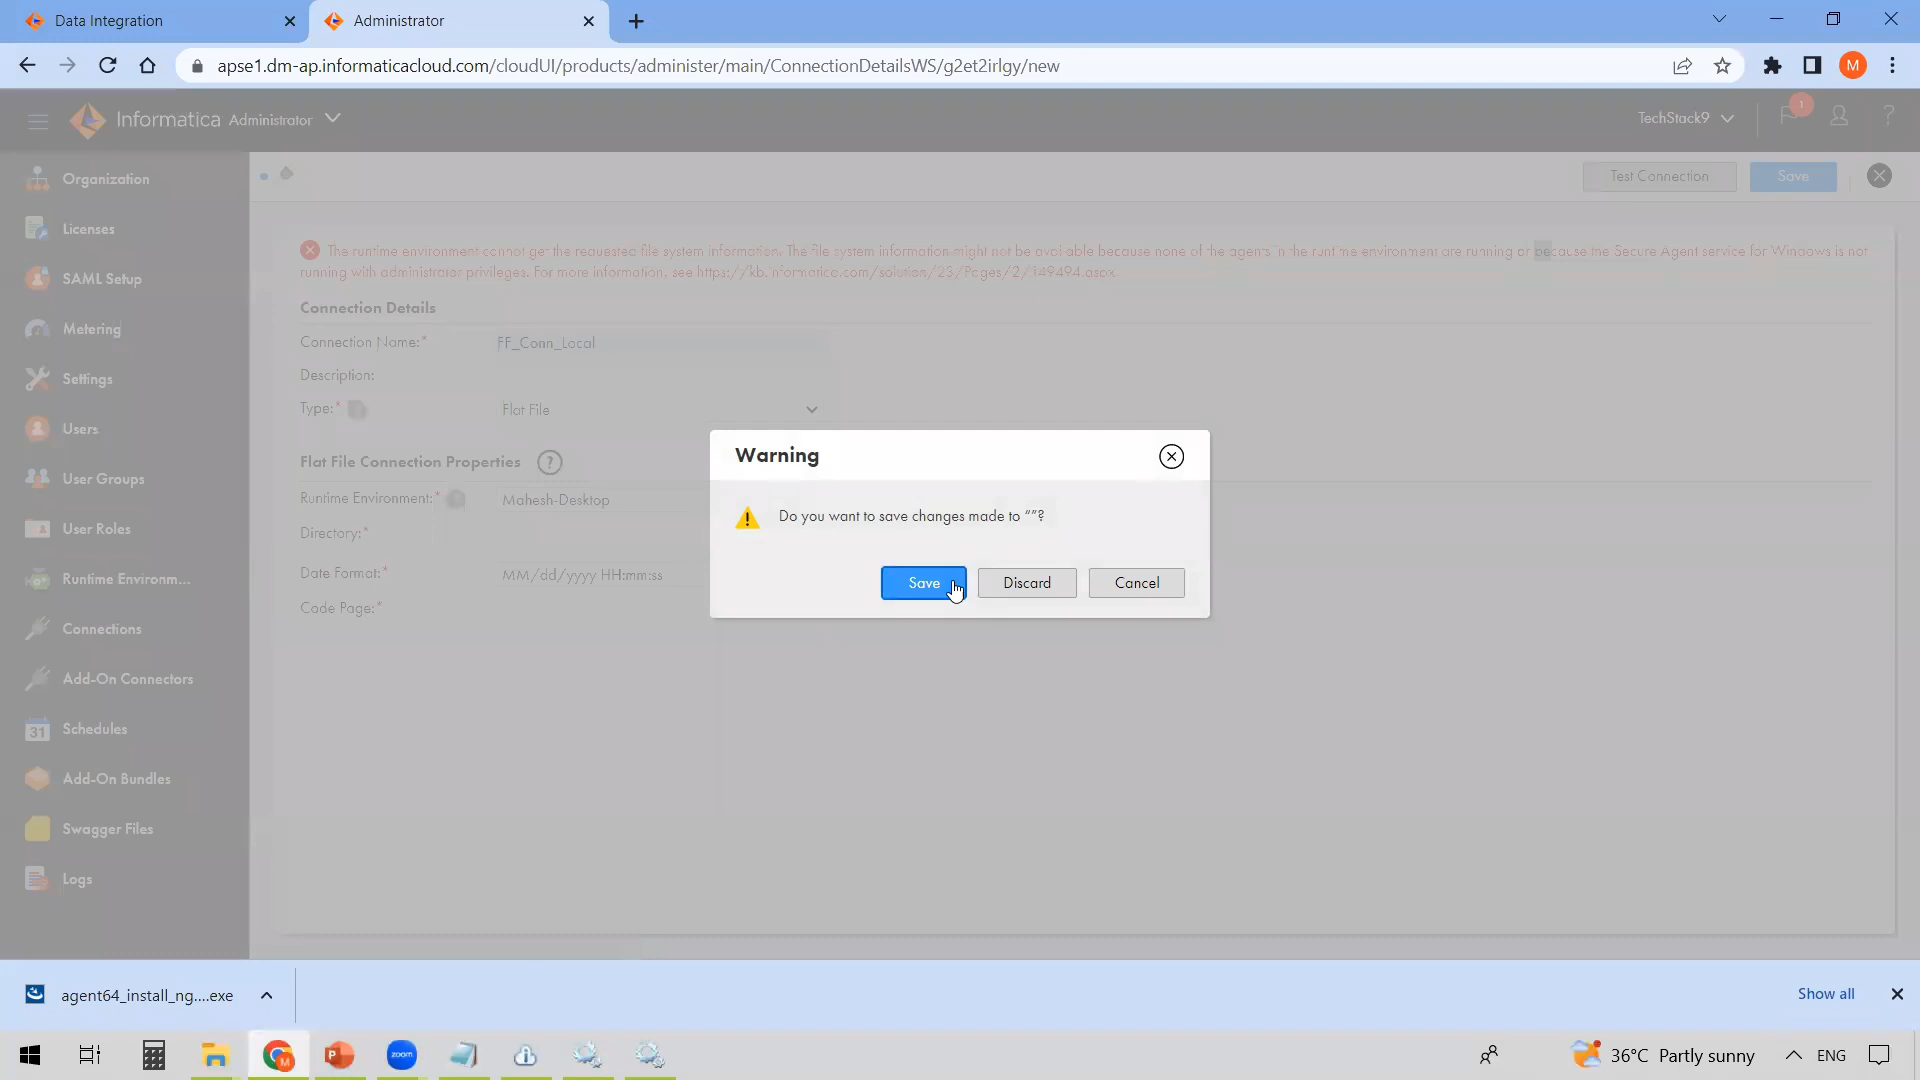 Data Integration
Administrator
apse1.dm-ap.informaticacloud.com/cloudUI/products/administer/main/ConnectionDetailsWS/g2et2irlgy/new
M
Informatica Administrator
TechStack9
1
?
Organization
Licenses
SAML Setup
Metering
Settings
Users
User Groups
User Roles
Runtime Environm...
Connections
Add-On Connectors
31 Schedules
Add-On Bundles
Swagger Files
Logs
Test Connection
Save
The runtime environment cannot get the requested file system information. The file system information might not be available because none of the agents in the runtime environment are running or because the Secure Agent service for Windows is not
running with administrator privileges. For more information, see https://kb.informatica.com/solution/23/Pages/2/149494.aspx.
Connection Details
Connection Name:* FF_Conn_Local
Description:
Type:* Flat File
Flat File Connection Properties ?
Runtime Environment:* Mahesh-Desktop
Directory:*
Date Format:* MM/dd/yyyy HH:mm:ss
Code Page:*
Warning
Do you want to save changes made to “”?
Save
Discard
Cancel
agent64_install_ng....exe
Show all
M
P
zoom
36°C Partly sunny
ENG